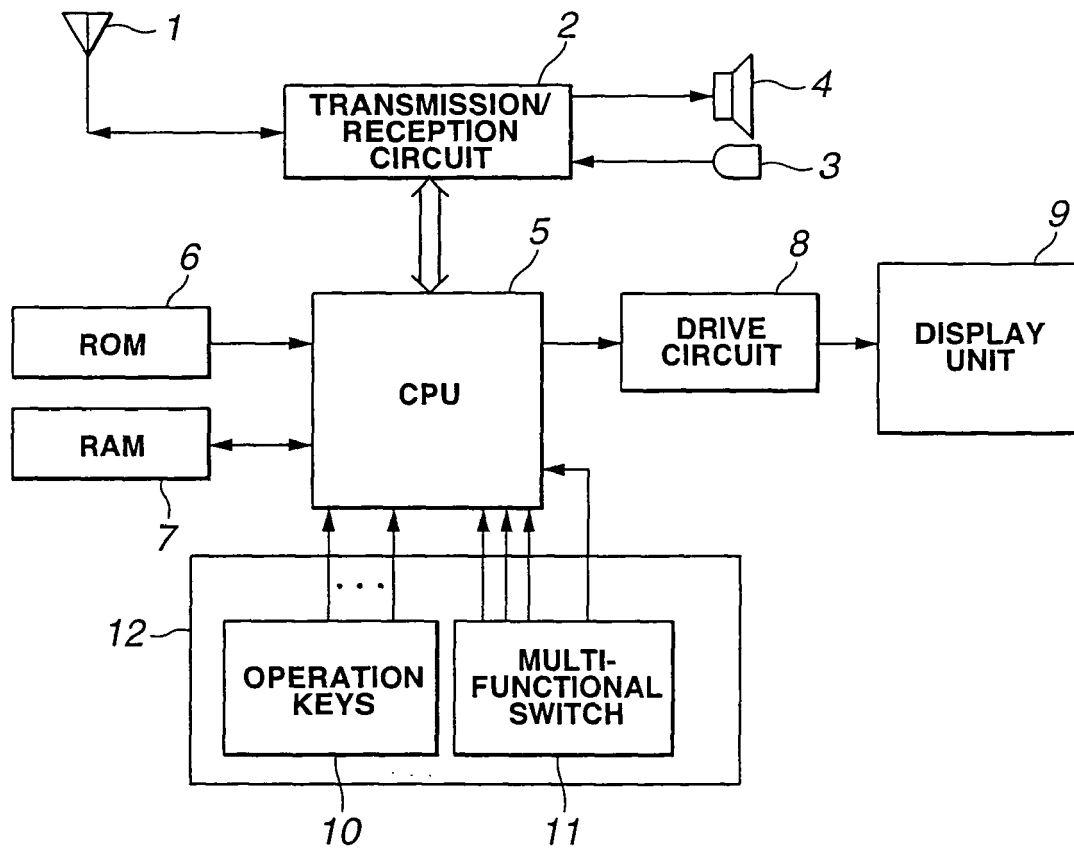 1
2
TRANSMISSION/
RECEPTION
CIRCUIT
4
3
5
6
8
9
ROM
CPU
DRIVE
CIRCUIT
DISPLAY
UNIT
RAM
7
...
12
OPERATION
KEYS
MULTI-
FUNCTIONAL
SWITCH
10
11